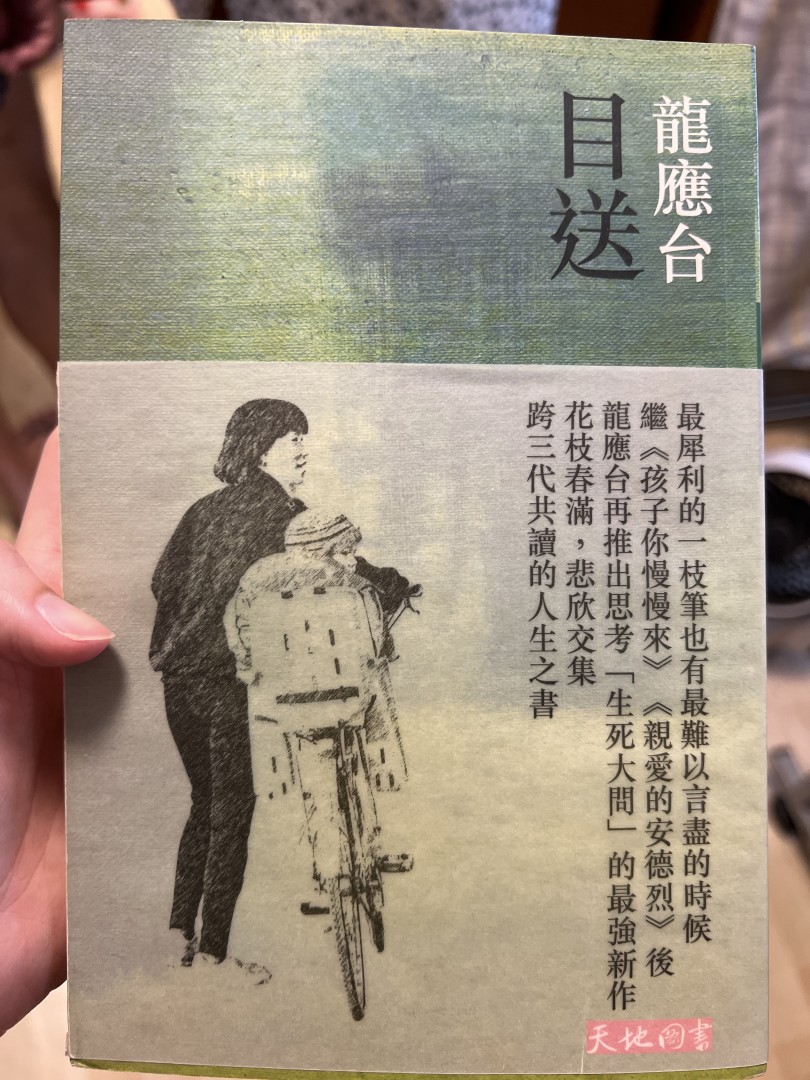 龍應台
目送
最犀利的一枝筆也有最難以言盡的時候
繼《孩子你慢慢來》《親愛的安德烈》後
龍應台再推出思考「生死大問」的最強新作
花枝春滿，悲欣交集
跨三代共讀的人生之書
天地圖書